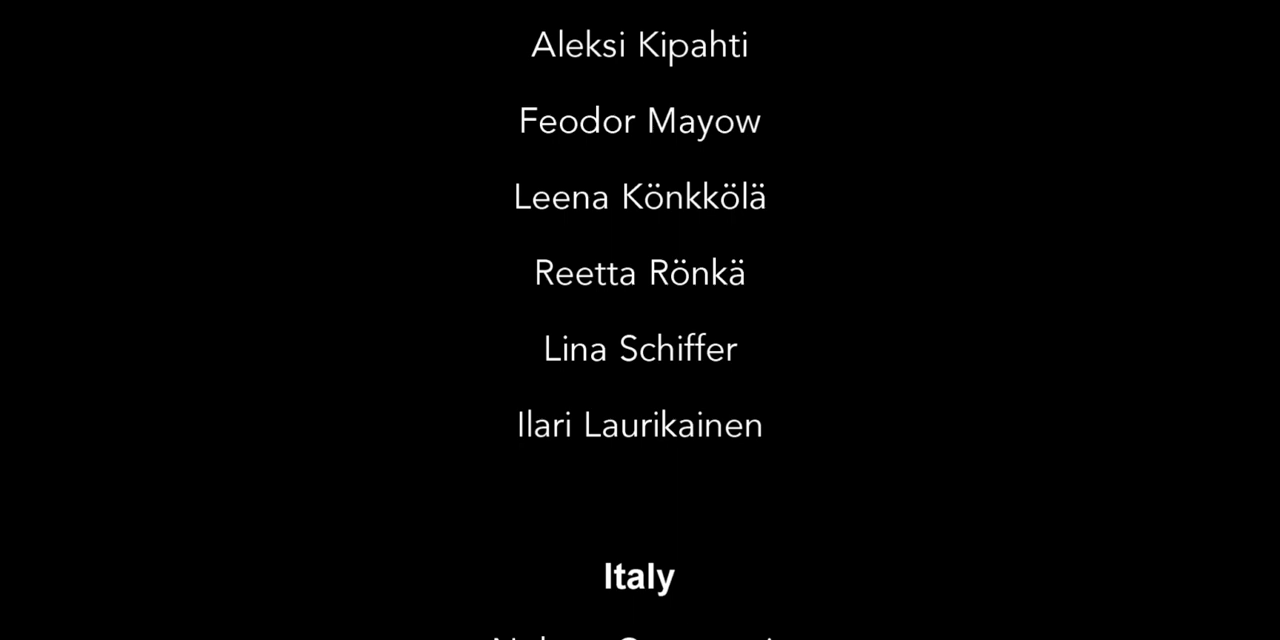 Aleksi Kipahti
Feodor Mayow
Leena Könkkölä
Reetta Rönkä
Lina Schiffer
Ilari Laurikainen
Italy